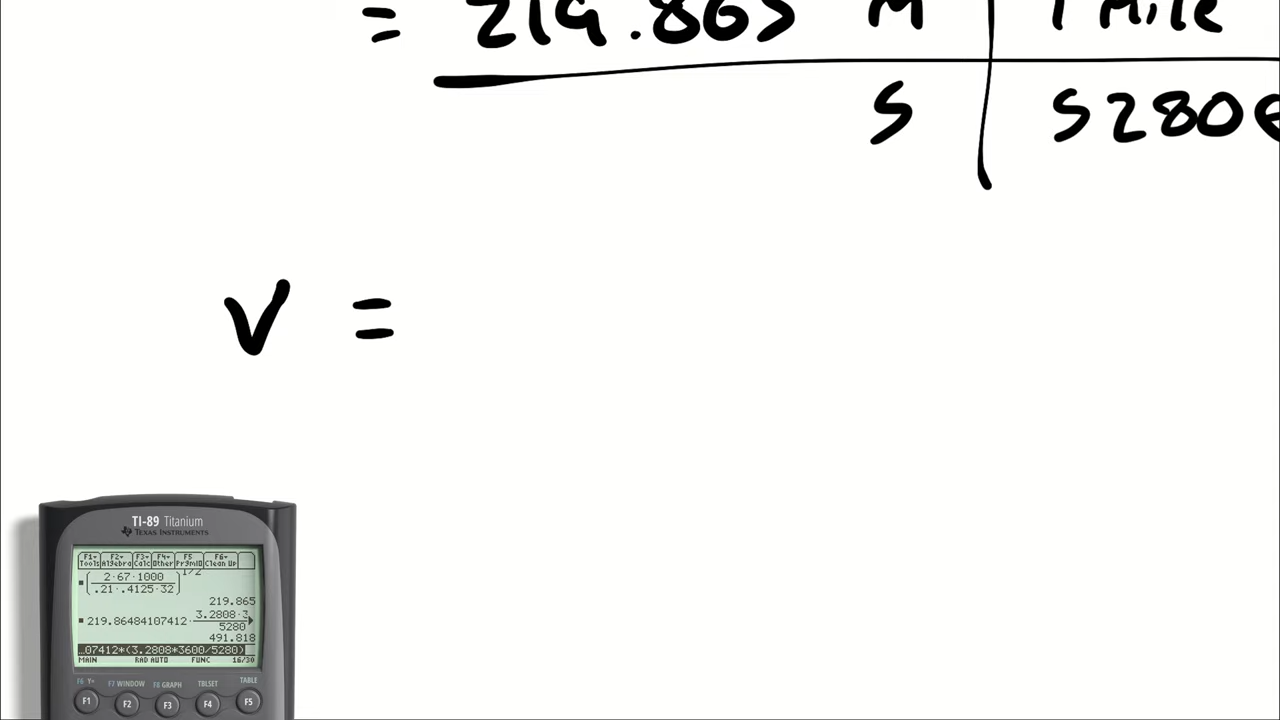 = 219.865 M 1 Mile
S 5280
V =
TI-89 Titanium
TEXAS INSTRUMENTS
F1 F2 F3 F4 F5 F6
Tools Algebra Calc Other PrgmIO Clean Up
(2·67·1000 / .21·.4125·32)^1/2
219.865
219.86484107412 · 3.2808·3 / 5280
491.818
..07412*(3.2808*3600/5280)
MAIN RAD AUTO FUNC 16/30
F6 Y= F7 WINDOW F8 GRAPH TBLSET TABLE
F1 F2 F3 F4 F5